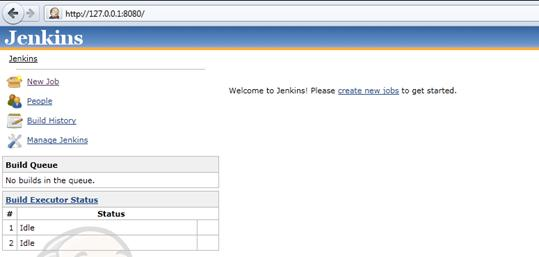 http://127.0.0.1:8080/
Jenkins
Jenkins
New Job
People
Build History
Manage Jenkins
Welcome to Jenkins! Please create new jobs to get started.
Build Queue
No builds in the queue.
Build Executor Status
# Status
1 Idle
2 Idle